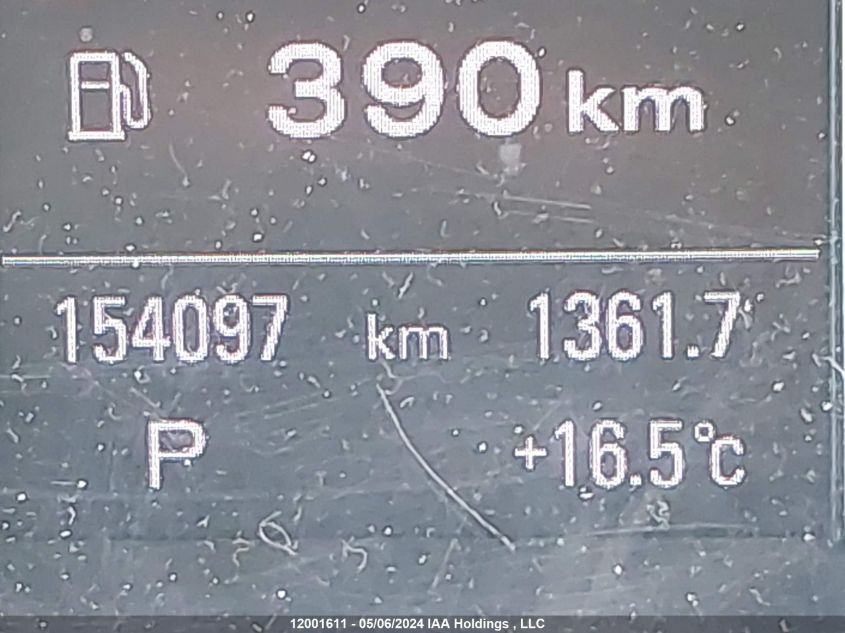 390 km
154097 km 1361.7
P +16.5°C
12001611 - 05/06/2024 IAA Holdings , LLC